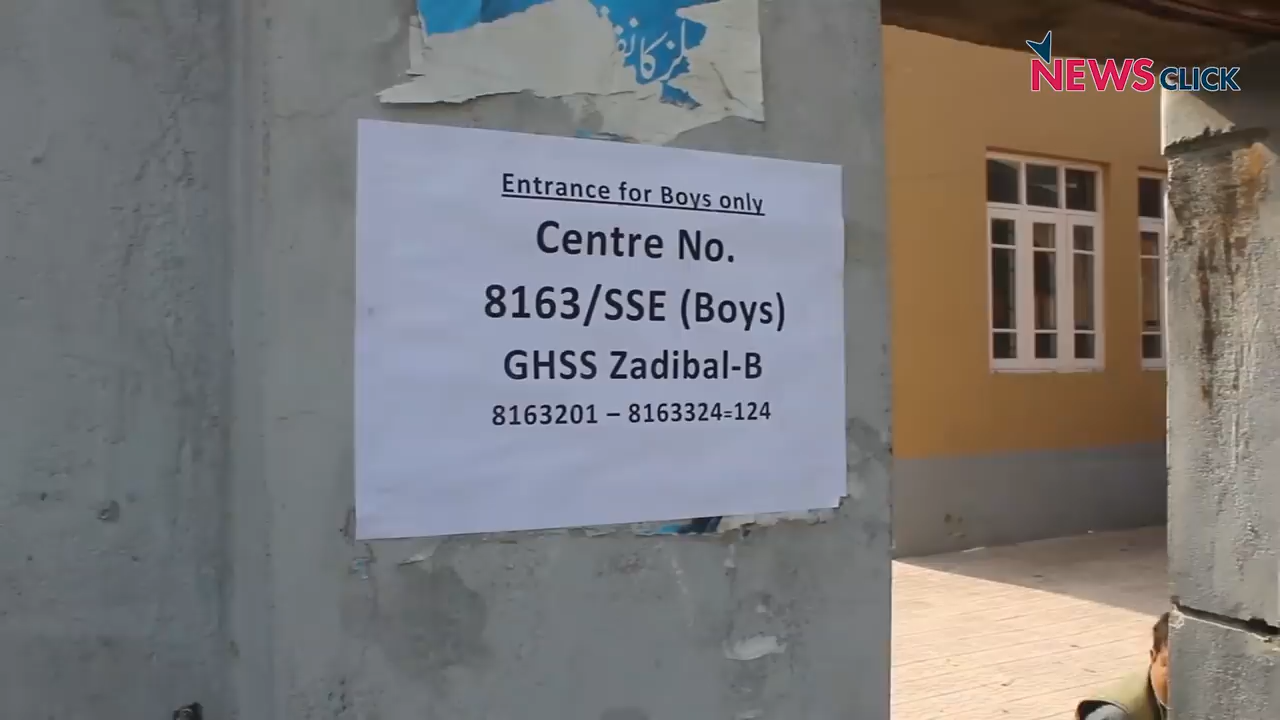 NEWSCLICK
Entrance for Boys only
Centre No.
8163/SSE (Boys)
GHSS Zadibal-B
8163201 – 8163324=124